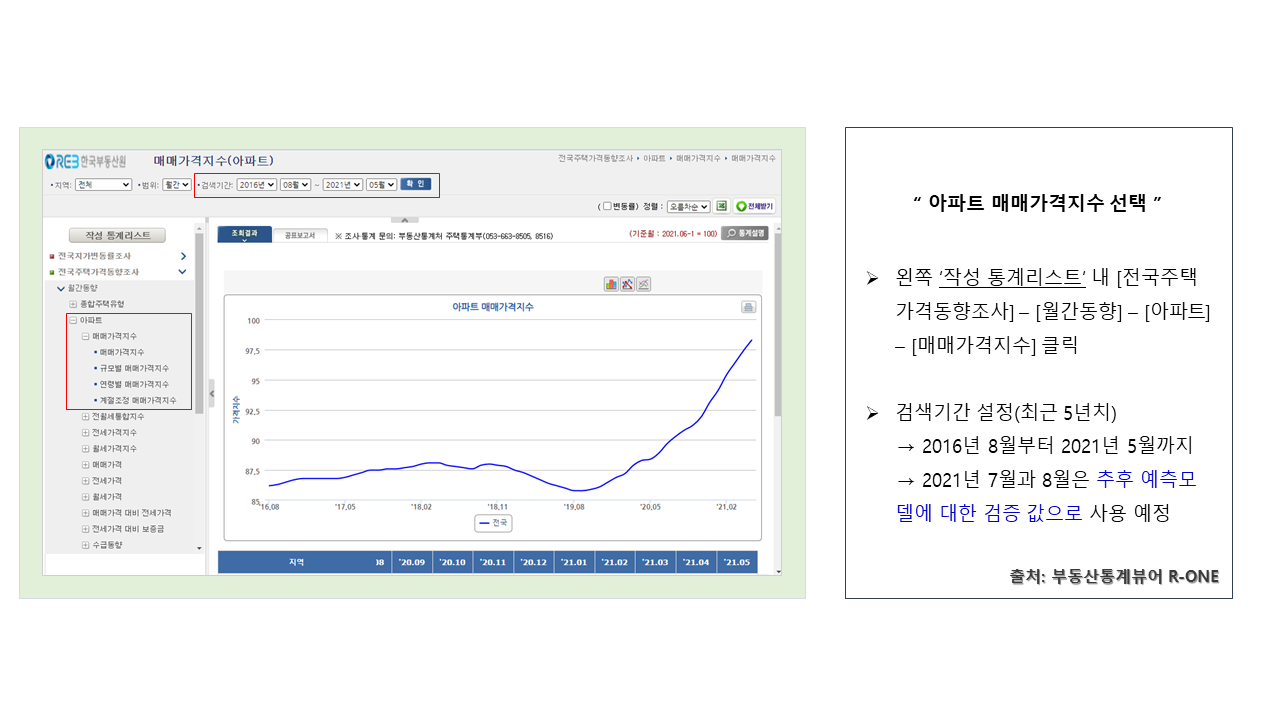 REB 한국부동산원
매매가격지수(아파트)
전국주택가격동향조사 › 아파트 › 매매가격지수 › 매매가격지수
•지역: 전체 •범위: 월간 •검색기간: 2016년 08월 ~ 2021년 05월 확 인
( 변동률) 정렬 : 오름차순 전체받기
작성 통계리스트
전국지가변동률조사
전국주택가격동향조사
월간동향
종합주택유형
아파트
매매가격지수
매매가격지수
규모별 매매가격지수
연령별 매매가격지수
계절조정 매매가격지수
전월세통합지수
전세가격지수
월세가격지수
매매가격
전세가격
월세가격
매매가격 대비 전세가격
전세가격 대비 보증금
수급동향
조회결과 공표보고서 ※ 조사·통계 문의: 부동산통계처 주택통계부(053-663-8505, 8516)
(기준월 : 2021.06-1 = 100) 통계설명
아파트 매매가격지수
가격지수
100
97,5
95
92,5
90
87,5
85
'16,08 '17,05 '18,02 '18,11 '19,08 '20,05 '21,02
전국
지역 08 '20.09 '20.10 '20.11 '20.12 '21.01 '21.02 '21.03 '21.04 '21.05
“ 아파트 매매가격지수 선택 ”
➢ 왼쪽 ‘작성 통계리스트’ 내 [전국주택
가격동향조사] – [월간동향] – [아파트]
– [매매가격지수] 클릭
➢ 검색기간 설정(최근 5년치)
→ 2016년 8월부터 2021년 5월까지
→ 2021년 7월과 8월은 추후 예측모
델에 대한 검증 값으로 사용 예정
출처: 부동산통계뷰어 R-ONE